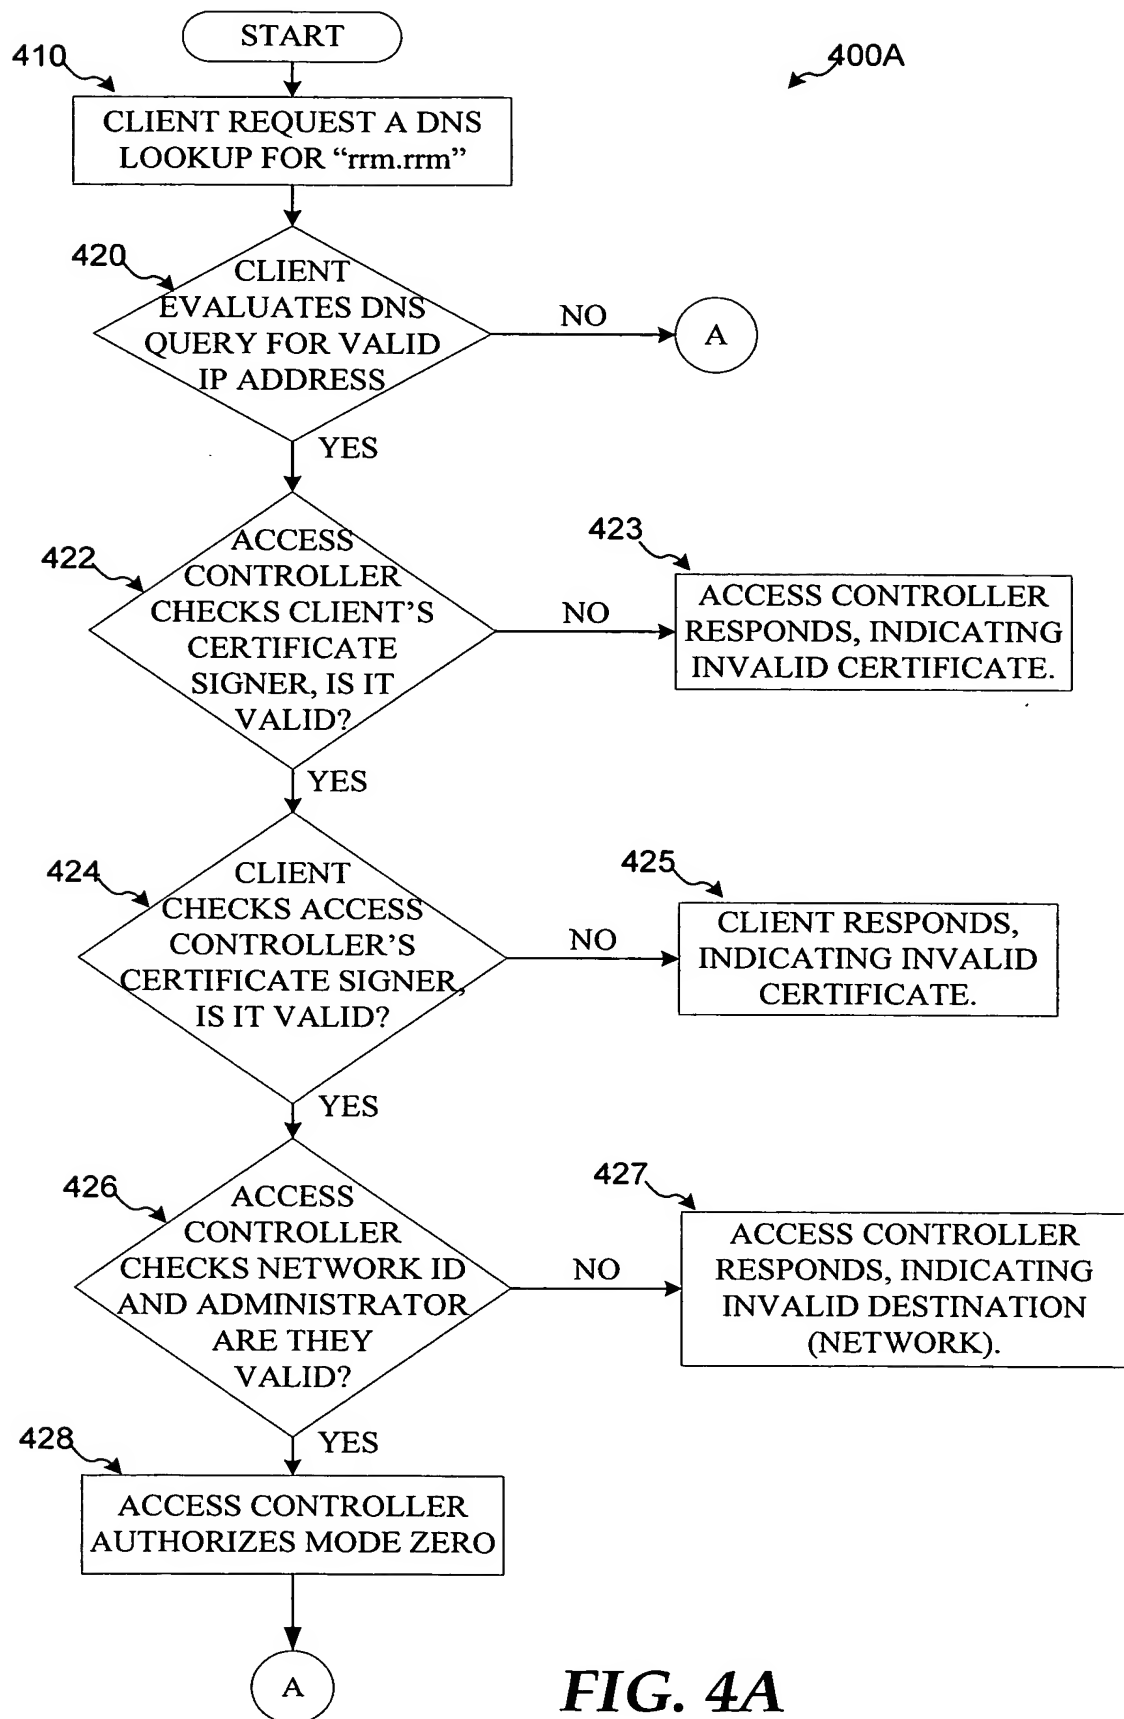 START
410
400A
CLIENT REQUEST A DNS
LOOKUP FOR “rrm.rrm”
420
CLIENT
EVALUATES DNS
QUERY FOR VALID
IP ADDRESS
NO
A
YES
422
ACCESS
CONTROLLER
CHECKS CLIENT’S
CERTIFICATE
SIGNER, IS IT
VALID?
NO
423
ACCESS CONTROLLER
RESPONDS, INDICATING
INVALID CERTIFICATE.
YES
424
CLIENT
CHECKS ACCESS
CONTROLLER’S
CERTIFICATE SIGNER,
IS IT VALID?
NO
425
CLIENT RESPONDS,
INDICATING INVALID
CERTIFICATE.
YES
426
ACCESS
CONTROLLER
CHECKS NETWORK ID
AND ADMINISTRATOR
ARE THEY
VALID?
NO
427
ACCESS CONTROLLER
RESPONDS, INDICATING
INVALID DESTINATION
(NETWORK).
YES
428
ACCESS CONTROLLER
AUTHORIZES MODE ZERO
A
FIG. 4A